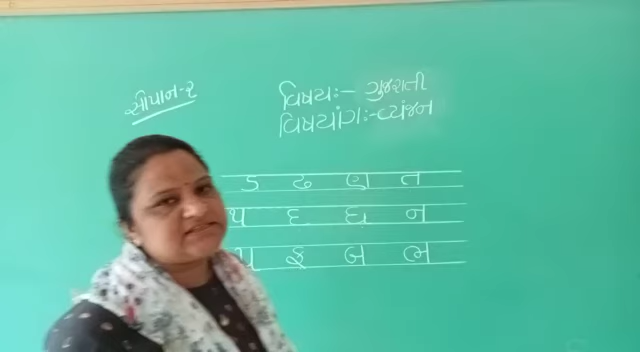 સોપાન-૨
વિષય:- ગુજરાતી
વિષયાંગ:- વ્યંજન
ડ ઢ ણ ત
થ દ ધ ન
પ ફ બ ભ